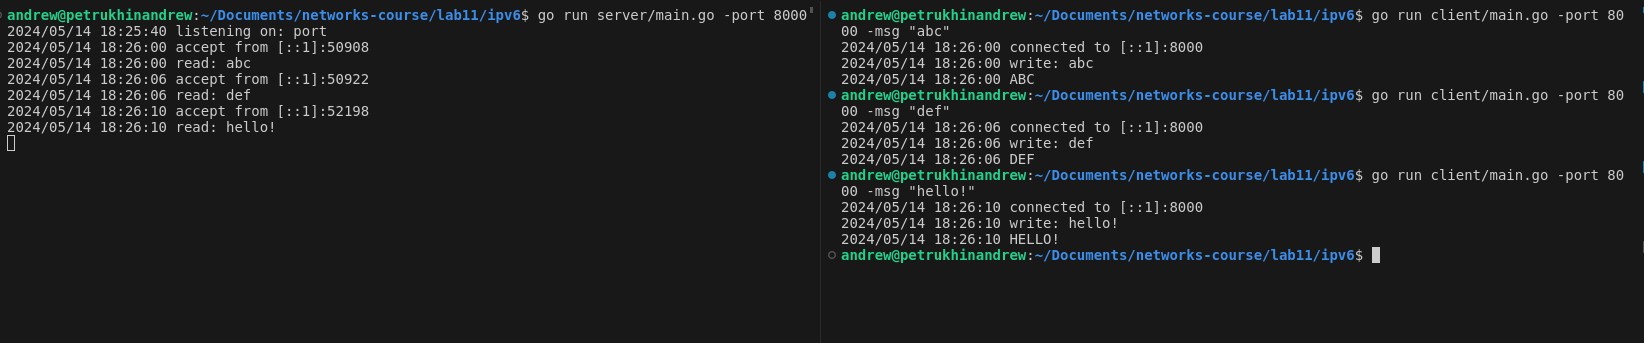 andrew@petrukhinandrew:~/Documents/networks-course/lab11/ipv6$ go run server/main.go -port 8000
2024/05/14 18:25:40 listening on: port
2024/05/14 18:26:00 accept from [::1]:50908
2024/05/14 18:26:00 read: abc
2024/05/14 18:26:06 accept from [::1]:50922
2024/05/14 18:26:06 read: def
2024/05/14 18:26:10 accept from [::1]:52198
2024/05/14 18:26:10 read: hello!
andrew@petrukhinandrew:~/Documents/networks-course/lab11/ipv6$ go run client/main.go -port 80
00 -msg "abc"
2024/05/14 18:26:00 connected to [::1]:8000
2024/05/14 18:26:00 write: abc
2024/05/14 18:26:00 ABC
andrew@petrukhinandrew:~/Documents/networks-course/lab11/ipv6$ go run client/main.go -port 80
00 -msg "def"
2024/05/14 18:26:06 connected to [::1]:8000
2024/05/14 18:26:06 write: def
2024/05/14 18:26:06 DEF
andrew@petrukhinandrew:~/Documents/networks-course/lab11/ipv6$ go run client/main.go -port 80
00 -msg "hello!"
2024/05/14 18:26:10 connected to [::1]:8000
2024/05/14 18:26:10 write: hello!
2024/05/14 18:26:10 HELLO!
andrew@petrukhinandrew:~/Documents/networks-course/lab11/ipv6$